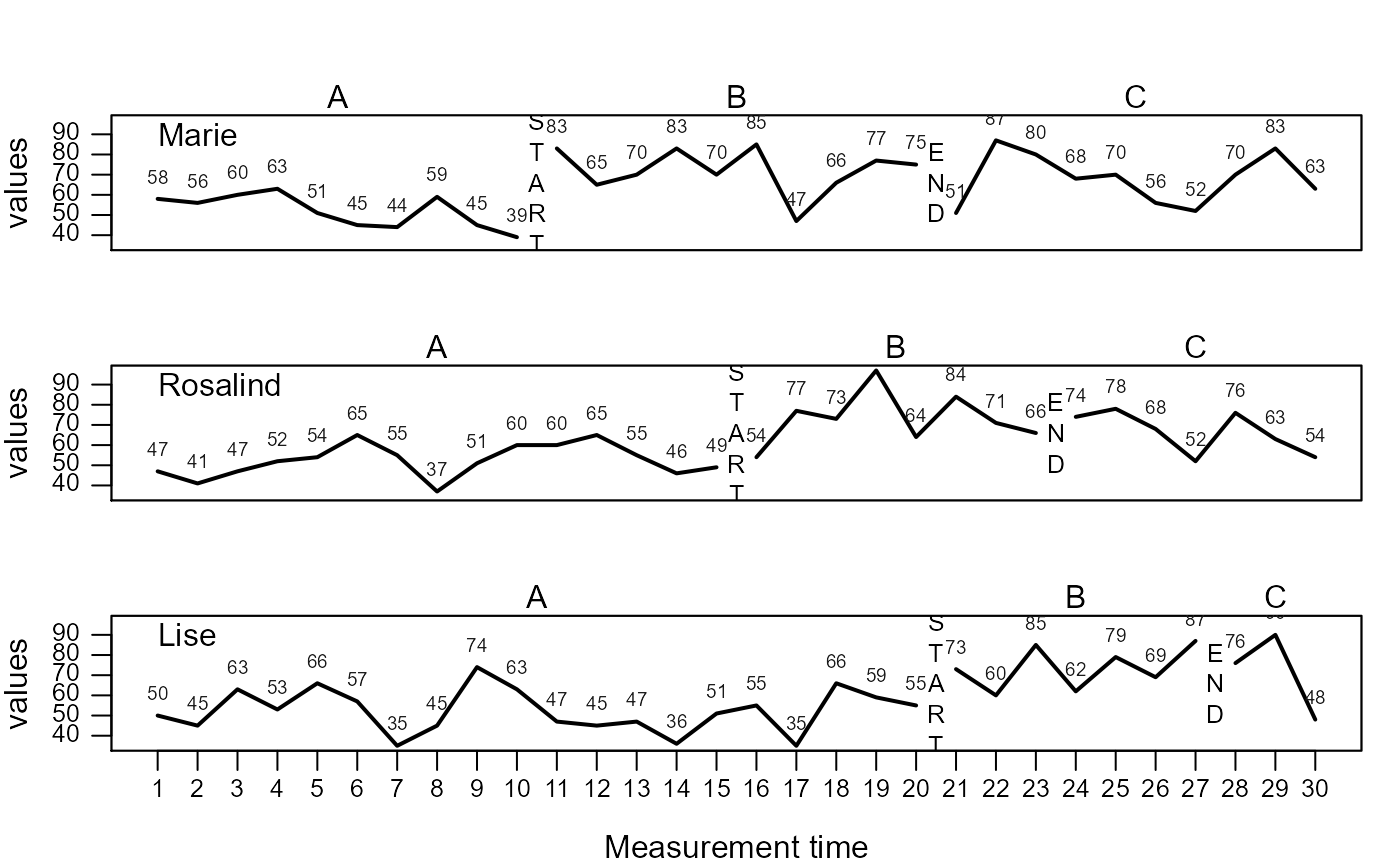 A B C
Marie
values
90
80
70
60
50
40
58 56 60 63 51 45 44 59 45 39
START
83 65 70 83 70 85 47 66 77 75
END
51 87 80 68 70 56 52 70 83 63
A B C
Rosalind
values
90
80
70
60
50
40
47 41 47 52 54 65 55 37 51 60 60 65 55 46 49
START
54 77 73 64 84 71 66
END
74 78 68 52 76 63 54
A B C
Lise
values
90
80
70
60
50
40
50 45 63 53 66 57 35 45 74 63 47 45 47 36 51 55 35 66 59 55
START
73 60 85 62 79 69 87
END
76 48
1 2 3 4 5 6 7 8 9 10 11 12 13 14 15 16 17 18 19 20 21 22 23 24 25 26 27 28 29 30
Measurement time